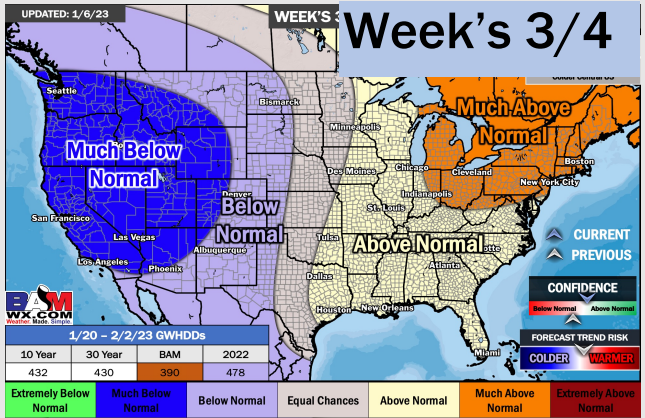 UPDATED: 1/6/23
WEEK'S 3
Week's 3/4
Seattle
Bismarck
Minneapolis
Much Above
Normal
Much Below
Normal
Des Moines
Chicago
Cleveland
Boston
New York City
Indianapolis
Denver
Below
Normal
St. Louis
San Francisco
Las Vegas
Albuquerque
Tulsa
Above Normal
otte
CURRENT
PREVIOUS
Los Angeles
Phoenix
Atlanta
Dallas
Houston
New Orleans
Miami
CONFIDENCE
Below Normal
Above Normal
FORECAST TREND RISK
COLDER
WARMER
BAM
WX.COM
Weather. Made. Simple.
1/20 – 2/2/23 GWHDDs
10 Year 30 Year BAM 2022
432 430 390 478
Extremely Below
Normal
Much Below
Normal
Below Normal
Equal Chances
Above Normal
Much Above
Normal
Extremely Above
Normal